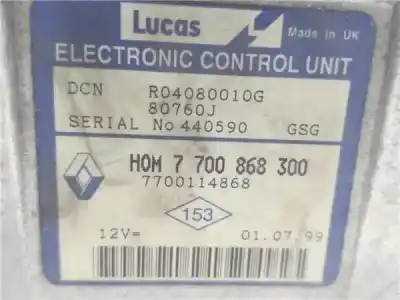 Lucas
Made in UK
ELECTRONIC CONTROL UNIT
DCN R04080010G
80760J
SERIAL No 440590 GSG
HOM 7 700 868 300
7700114868
153
12V= 01.07.99